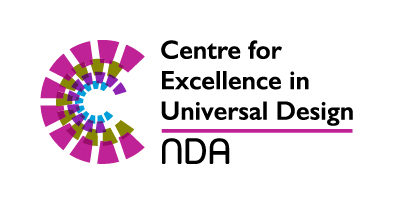 Centre for
Excellence in
Universal Design
NDA